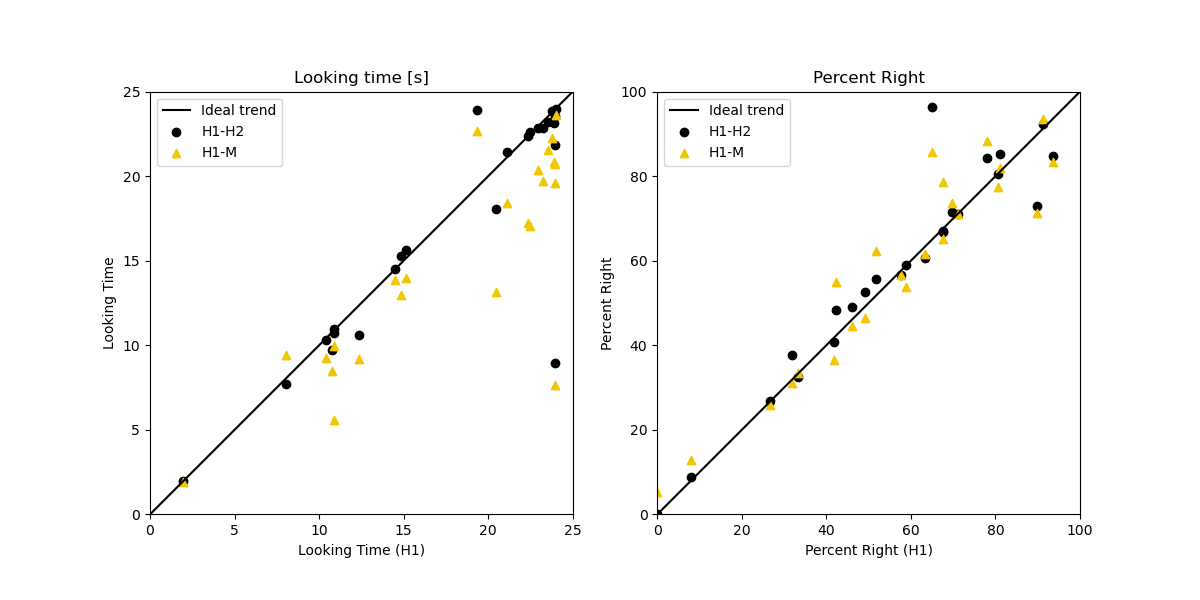 Looking time [s]
Ideal trend
H1-H2
H1-M
25
20
15
10
5
0
Looking Time
0 5 10 15 20 25
Looking Time (H1)
Percent Right
Ideal trend
H1-H2
H1-M
100
80
60
40
20
0
Percent Right
0 20 40 60 80 100
Percent Right (H1)